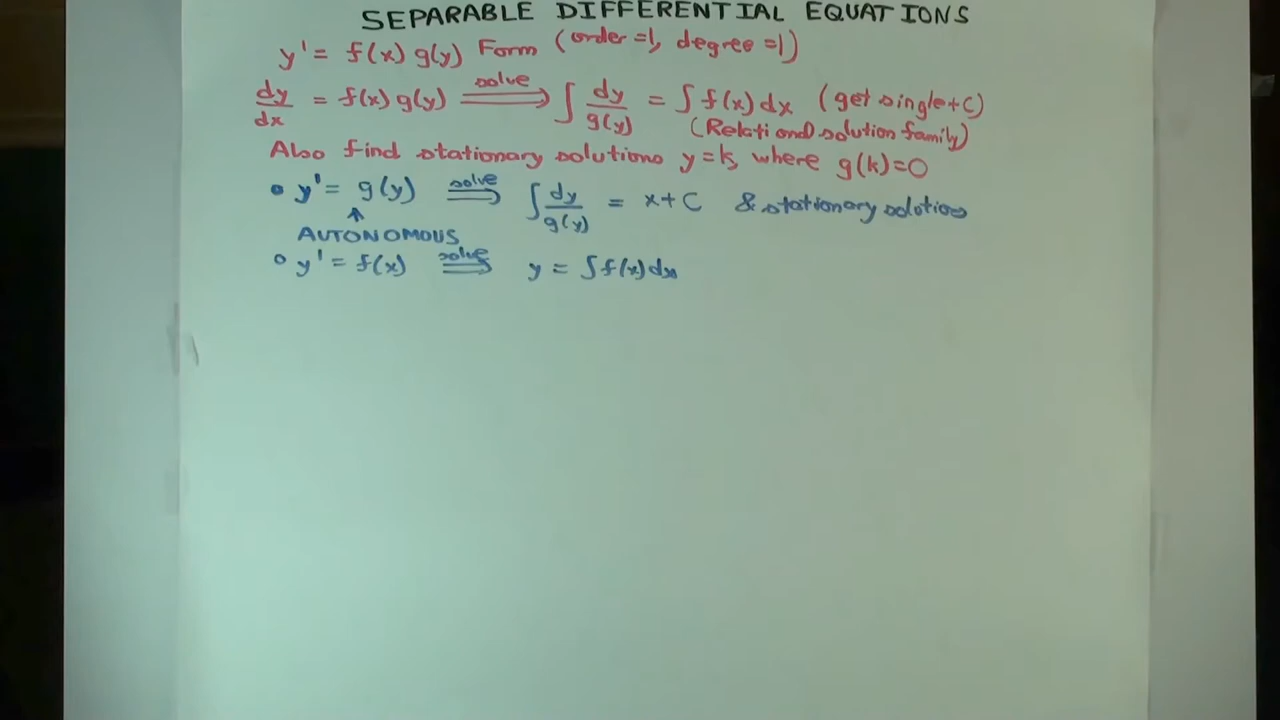 SEPARABLE DIFFERENTIAL EQUATIONS
y' = f(x) g(y) Form (order =1, degree =1)
dy/dx = f(x) g(y) solve ⟹ ∫ dy/g(y) = ∫ f(x) dx (get single +C)
(Relational solution family)
Also find stationary solutions y=k, where g(k)=0
• y' = g(y) solve ⟹ ∫ dy/g(y) = x + C & stationary solutions
↑
AUTONOMOUS
• y' = f(x) solve ⟹ y = ∫ f(x) dx